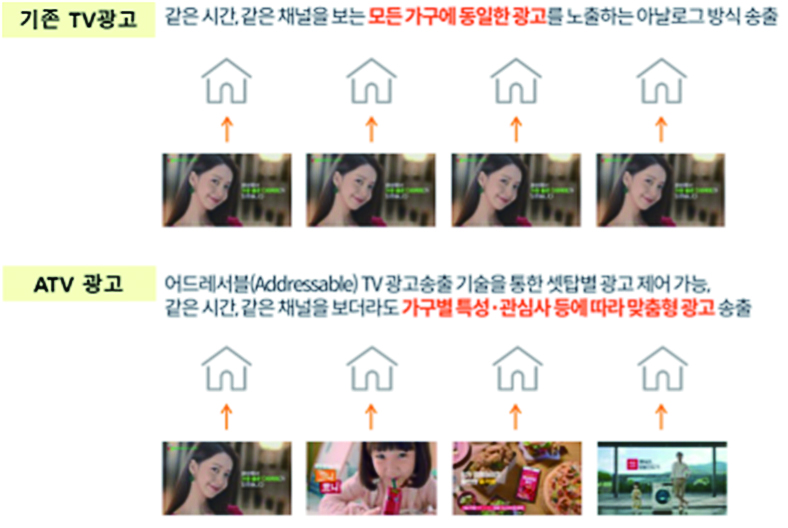 기존 TV광고
같은 시간, 같은 채널을 보는 모든 가구에 동일한 광고를 노출하는 아날로그 방식 송출
ATV 광고
어드레서블(Addressable) TV 광고송출 기술을 통한 셋탑별 광고 제어 가능,
같은 시간, 같은 채널을 보더라도 가구별 특성·관심사 등에 따라 맞춤형 광고 송출